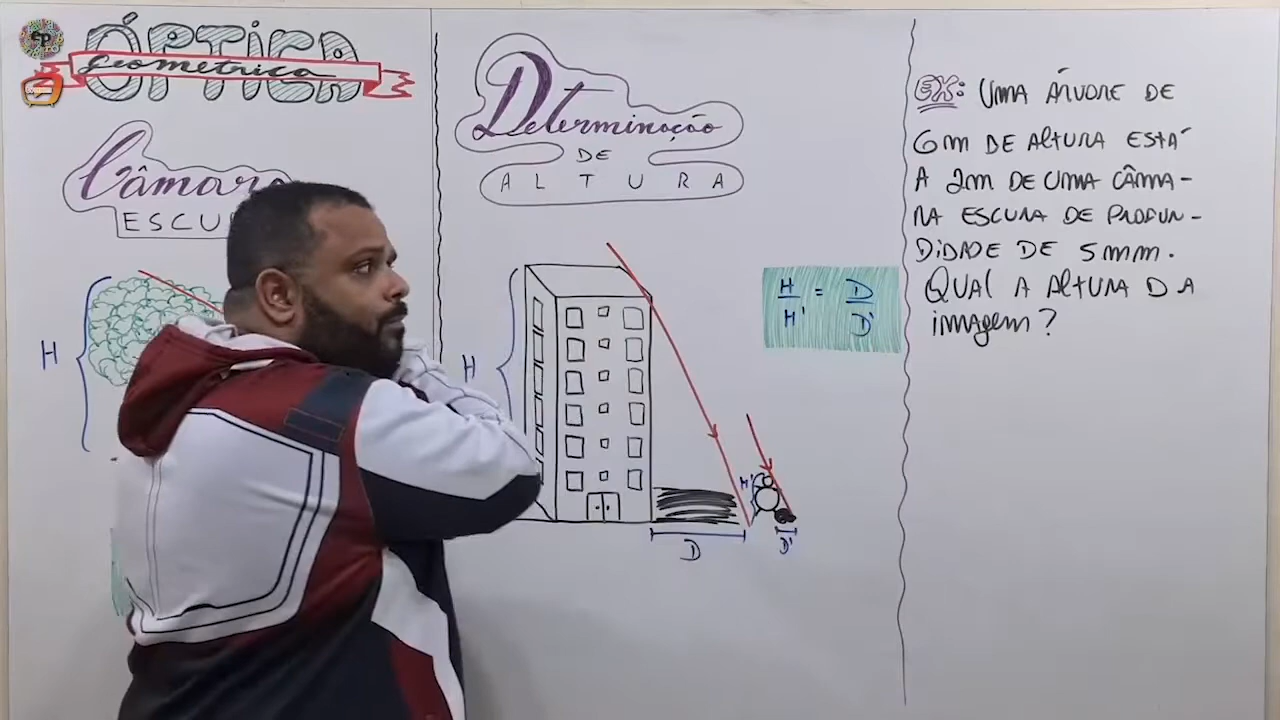 ÓPTICA
Geométrica
Câmara
ESCU
H
Determinação
DE
ALTURA
H
H'
D
D'
H/H' = D/D'
EX: UMA ÁRVORE DE
6m DE ALTURA ESTÁ
A 2m DE UMA CÂMA-
RA ESCURA DE PROFUN-
DIDADE DE 5mm.
QUAL A ALTURA DA
imagem?